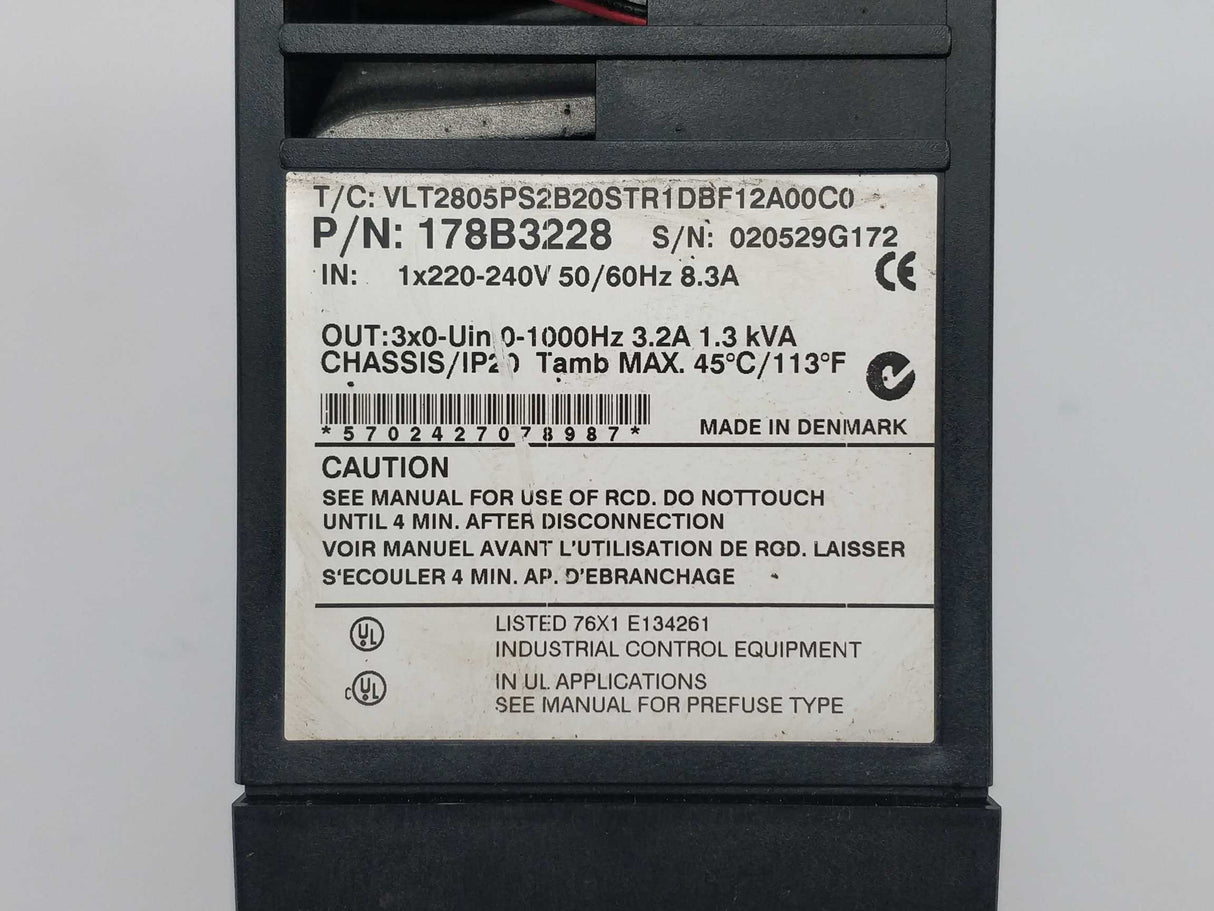 T/C: VLT2805PS2B20STR1DBF12A00C0
P/N: 178B3228 S/N: 020529G172
IN: 1x220-240V 50/60Hz 8.3A
CE
OUT:3x0-Uin 0-1000Hz 3.2A 1.3 kVA
CHASSIS/IP20 Tamb MAX. 45°C/113°F
*5702427078987*
MADE IN DENMARK
CAUTION
SEE MANUAL FOR USE OF RCD. DO NOTTOUCH
UNTIL 4 MIN. AFTER DISCONNECTION
VOIR MANUEL AVANT L'UTILISATION DE RGD. LAISSER
S'ECOULER 4 MIN. AP. D'EBRANCHAGE
UL LISTED 76X1 E134261
INDUSTRIAL CONTROL EQUIPMENT
c UL IN UL APPLICATIONS
SEE MANUAL FOR PREFUSE TYPE